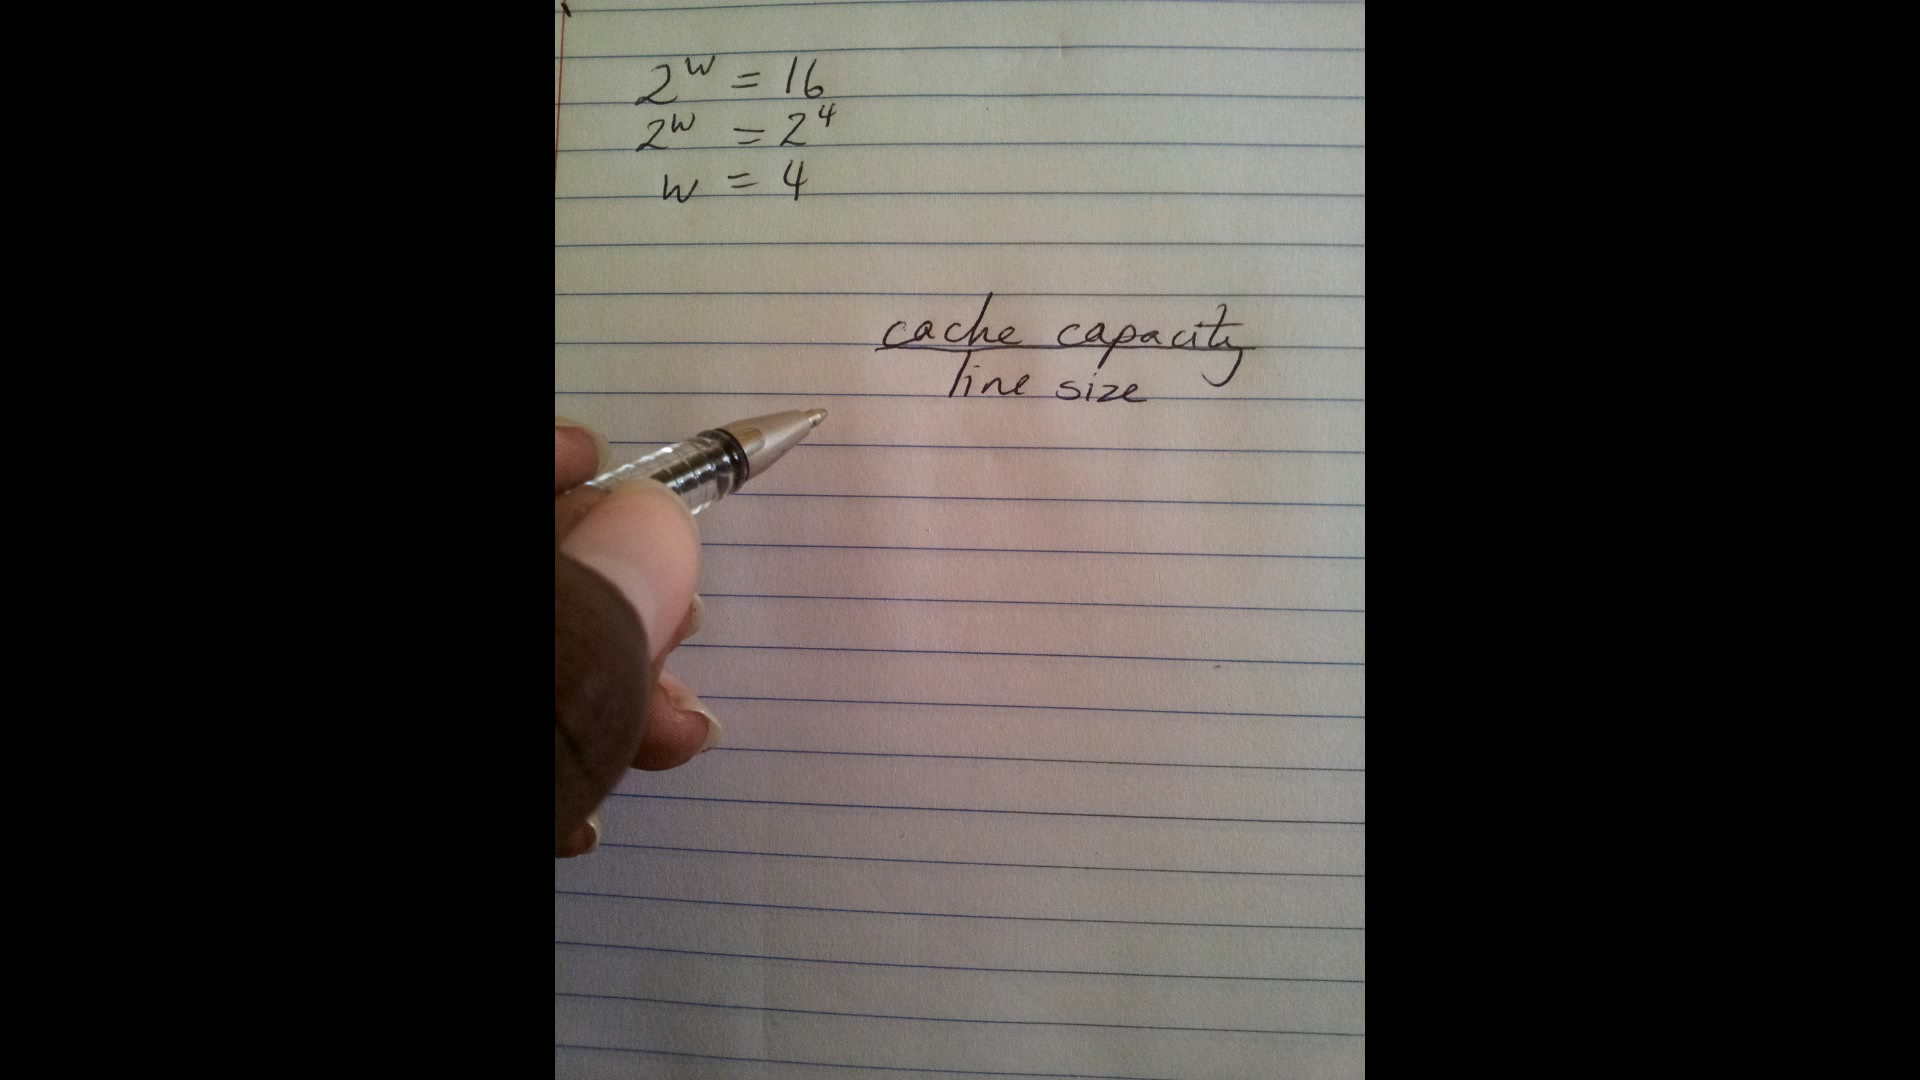 2^w = 16
2^w = 2^4
w = 4
cache capacity
line size